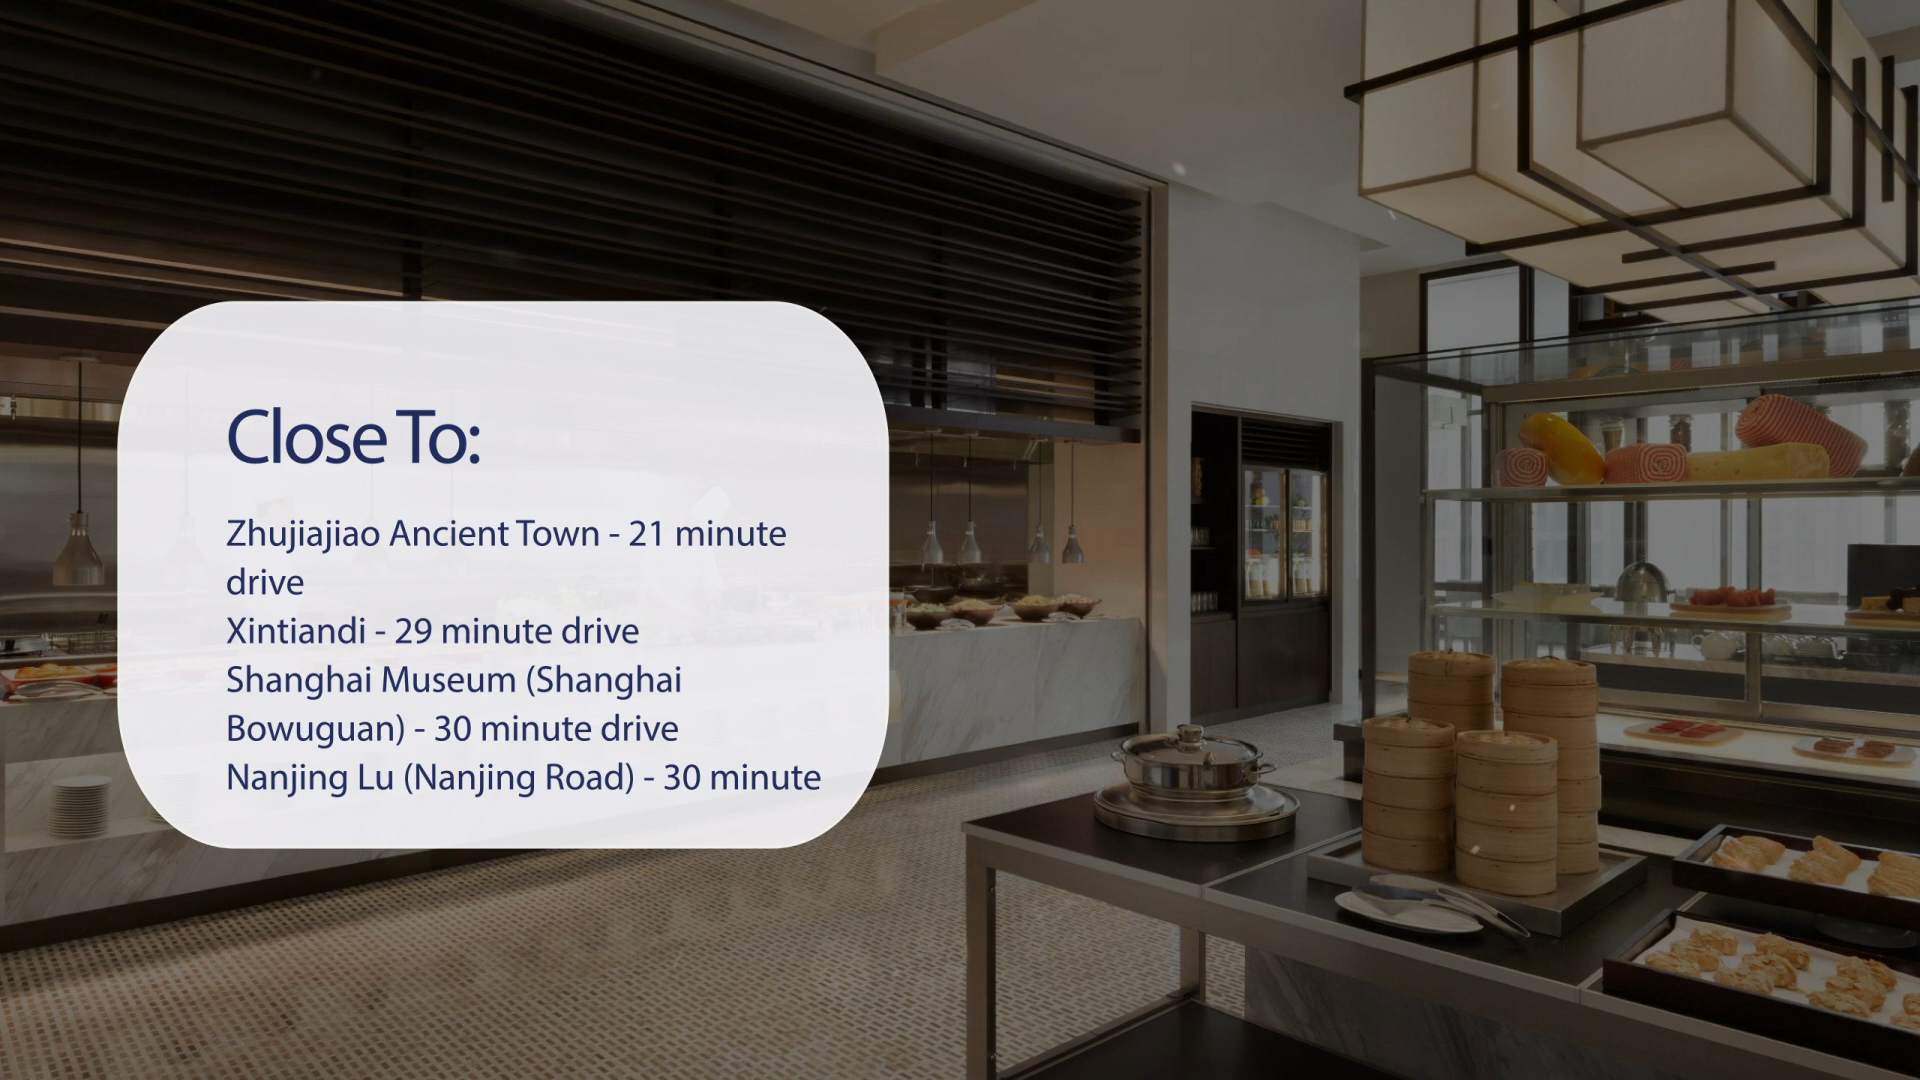 Close To:
Zhujiajiao Ancient Town - 21 minute
drive
Xintiandi - 29 minute drive
Shanghai Museum (Shanghai
Bowuguan) - 30 minute drive
Nanjing Lu (Nanjing Road) - 30 minute